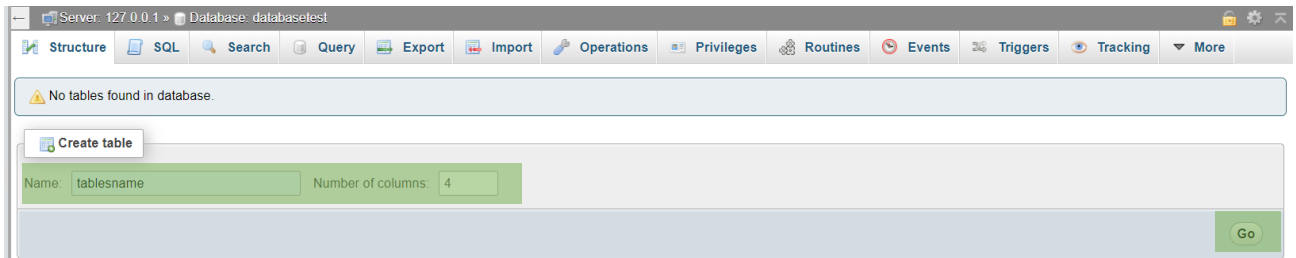 Server: 127.0.0.1 » Database: databasetest
Structure SQL Search Query Export Import Operations Privileges Routines Events Triggers Tracking More
No tables found in database.
Create table
Name: tablesname Number of columns: 4
Go